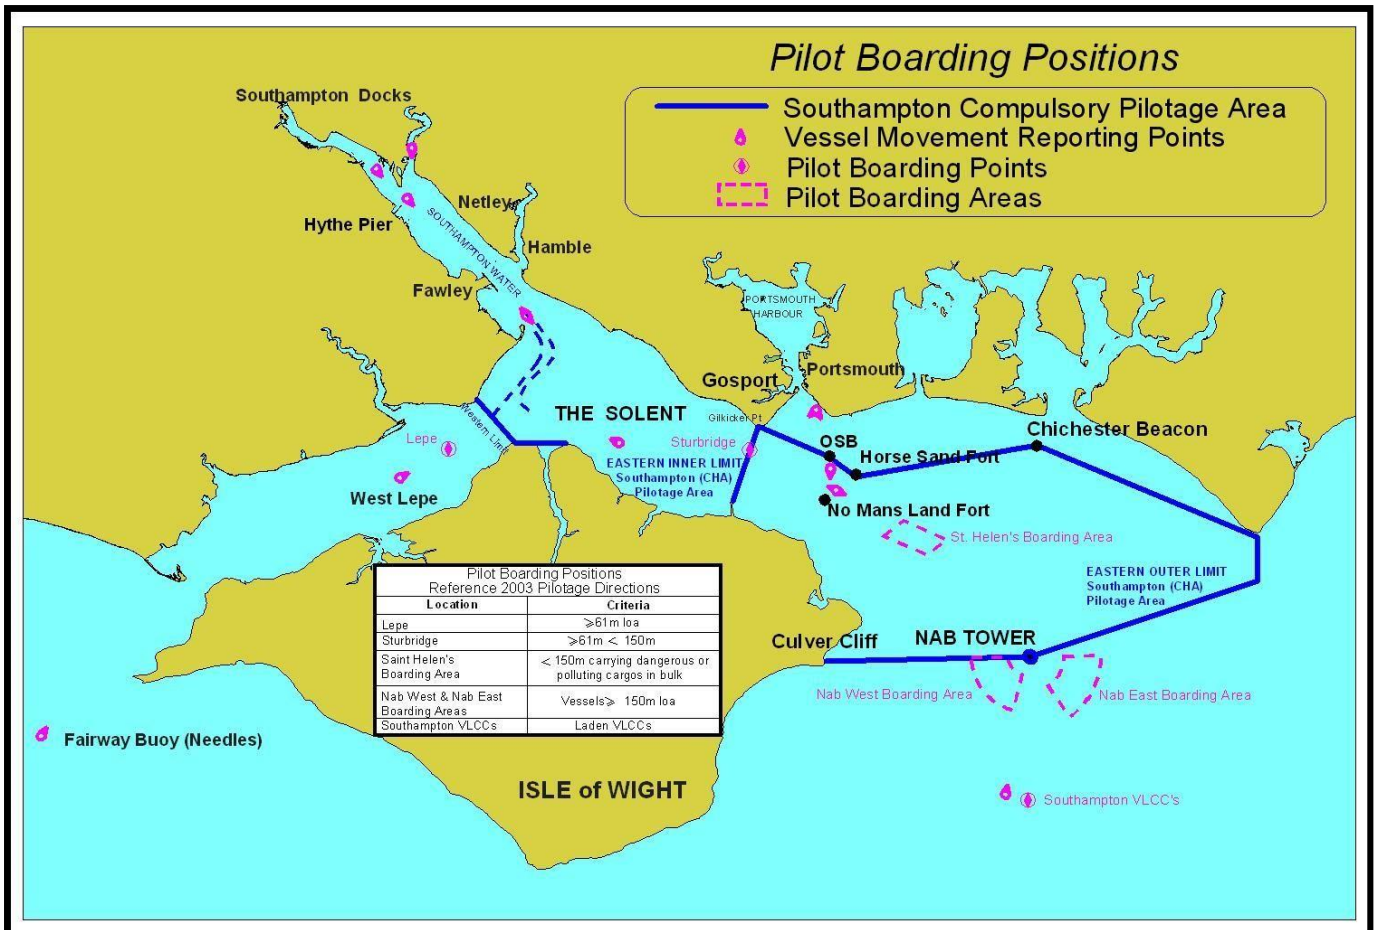 Pilot Boarding Positions
Southampton Compulsory Pilotage Area
Vessel Movement Reporting Points
Pilot Boarding Points
Pilot Boarding Areas
Southampton Docks
Netley
Hythe Pier
SOUTHAMPTON WATER
Hamble
Fawley
PORTSMOUTH
HARBOUR
Portsmouth
Gosport
THE SOLENT
Gilkicker Pt
Western Limit
Lepe
Sturbridge
OSB
Chichester Beacon
Horse Sand Fort
EASTERN INNER LIMIT
Southampton (CHA)
Pilotage Area
West Lepe
No Mans Land Fort
St. Helen's Boarding Area
EASTERN OUTER LIMIT
Southampton (CHA)
Pilotage Area
Pilot Boarding Positions
Reference 2003 Pilotage Directions
Location Criteria
Lepe ⩾61m loa
Sturbridge ⩾61m < 150m
Saint Helen's
Boarding Area
< 150m carrying dangerous or
polluting cargos in bulk
Nab West & Nab East
Boarding Areas
Vessels⩾ 150m loa
Southampton VLCCs Laden VLCCs
Culver Cliff
NAB TOWER
Nab West Boarding Area
Nab East Boarding Area
Fairway Buoy (Needles)
ISLE of WIGHT
Southampton VLCC's